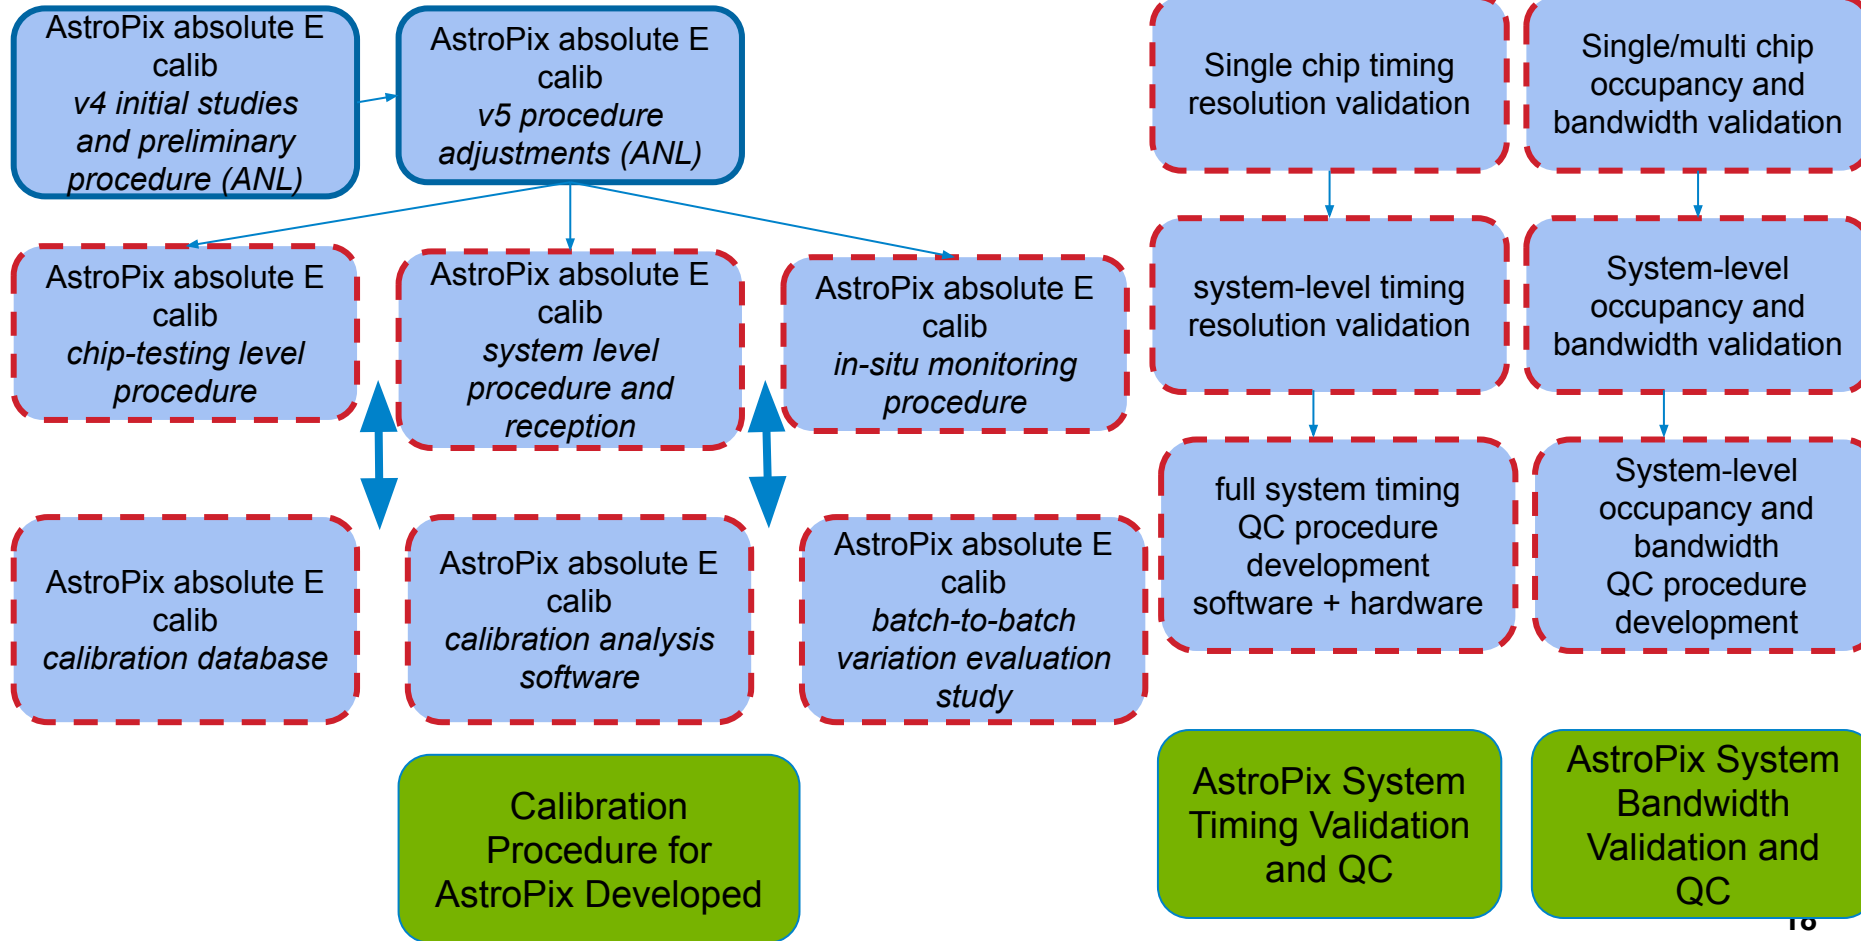 AstroPix absolute E
calib
v4 initial studies
and preliminary
procedure (ANL)
AstroPix absolute E
calib
v5 procedure
adjustments (ANL)
Single chip timing
resolution validation
Single/multi chip
occupancy and
bandwidth validation
AstroPix absolute E
calib
chip-testing level
procedure
AstroPix absolute E
calib
system level
procedure and
reception
AstroPix absolute E
calib
in-situ monitoring
procedure
system-level timing
resolution validation
System-level
occupancy and
bandwidth validation
AstroPix absolute E
calib
calibration database
AstroPix absolute E
calib
calibration analysis
software
AstroPix absolute E
calib
batch-to-batch
variation evaluation
study
full system timing
QC procedure
development
software + hardware
System-level
occupancy and
bandwidth
QC procedure
development
Calibration
Procedure for
AstroPix Developed
AstroPix System
Timing Validation
and QC
AstroPix System
Bandwidth
Validation and
QC